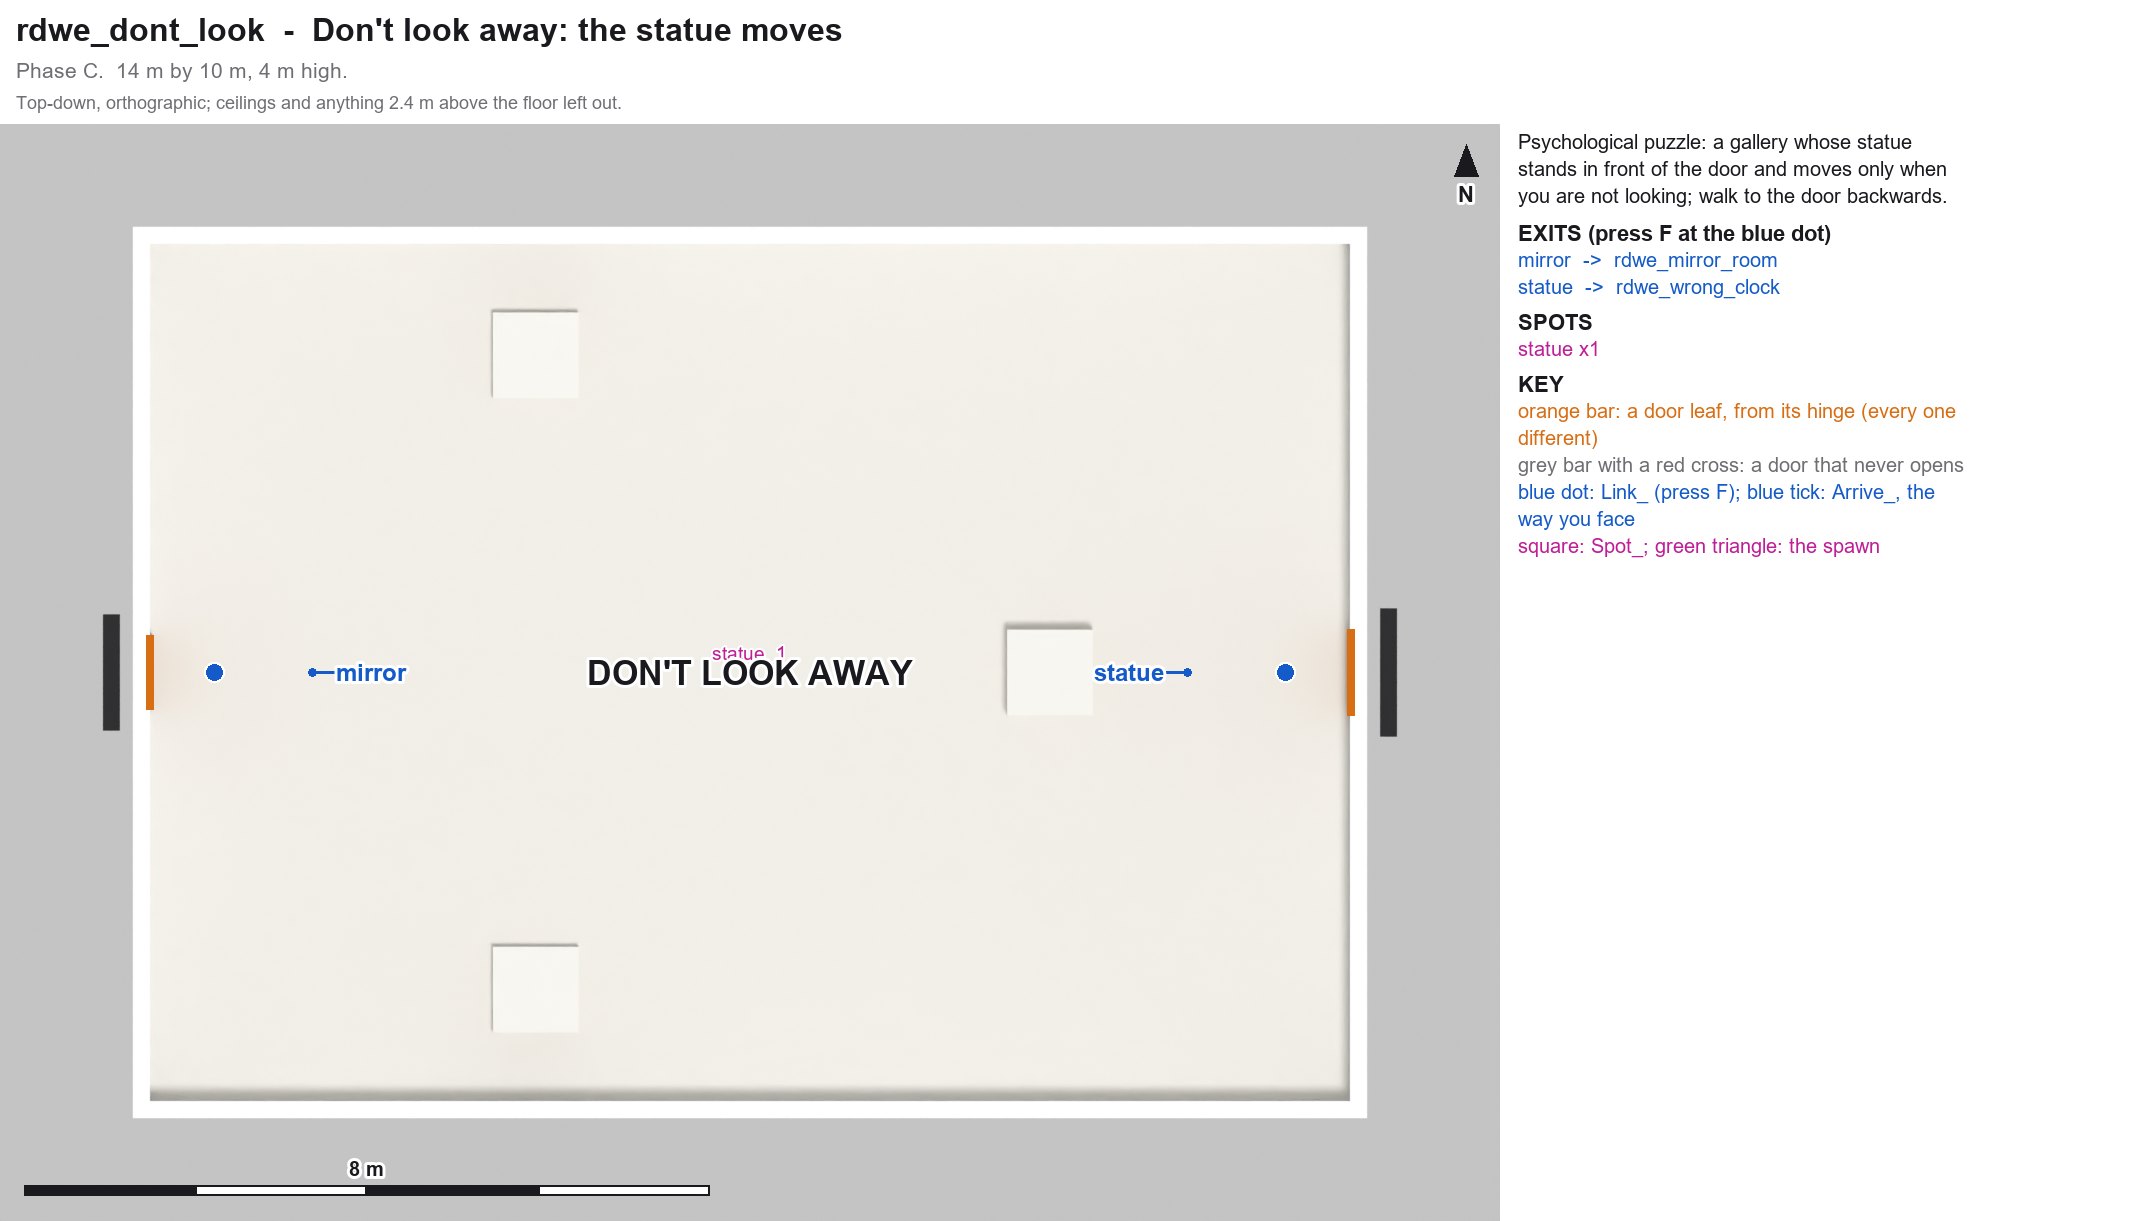 rdwe_dont_look - Don't look away: the statue moves
Phase C. 14 m by 10 m, 4 m high.
Top-down, orthographic; ceilings and anything 2.4 m above the floor left out.
N
mirror
statue_1
DON'T LOOK AWAY
statue
8 m
Psychological puzzle: a gallery whose statue
stands in front of the door and moves only when
you are not looking; walk to the door backwards.
EXITS (press F at the blue dot)
mirror -> rdwe_mirror_room
statue -> rdwe_wrong_clock
SPOTS
statue x1
KEY
orange bar: a door leaf, from its hinge (every one
different)
grey bar with a red cross: a door that never opens
blue dot: Link_ (press F); blue tick: Arrive_, the
way you face
square: Spot_; green triangle: the spawn